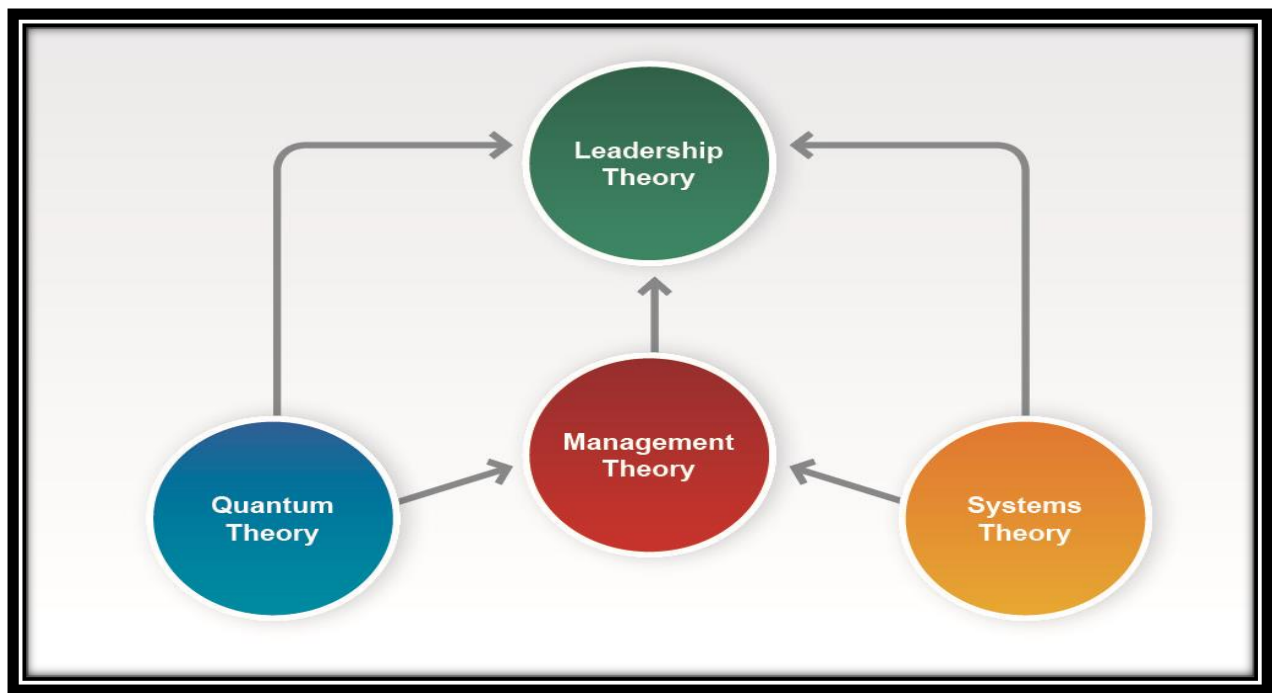 Leadership
Theory
Management
Theory
Quantum
Theory
Systems
Theory